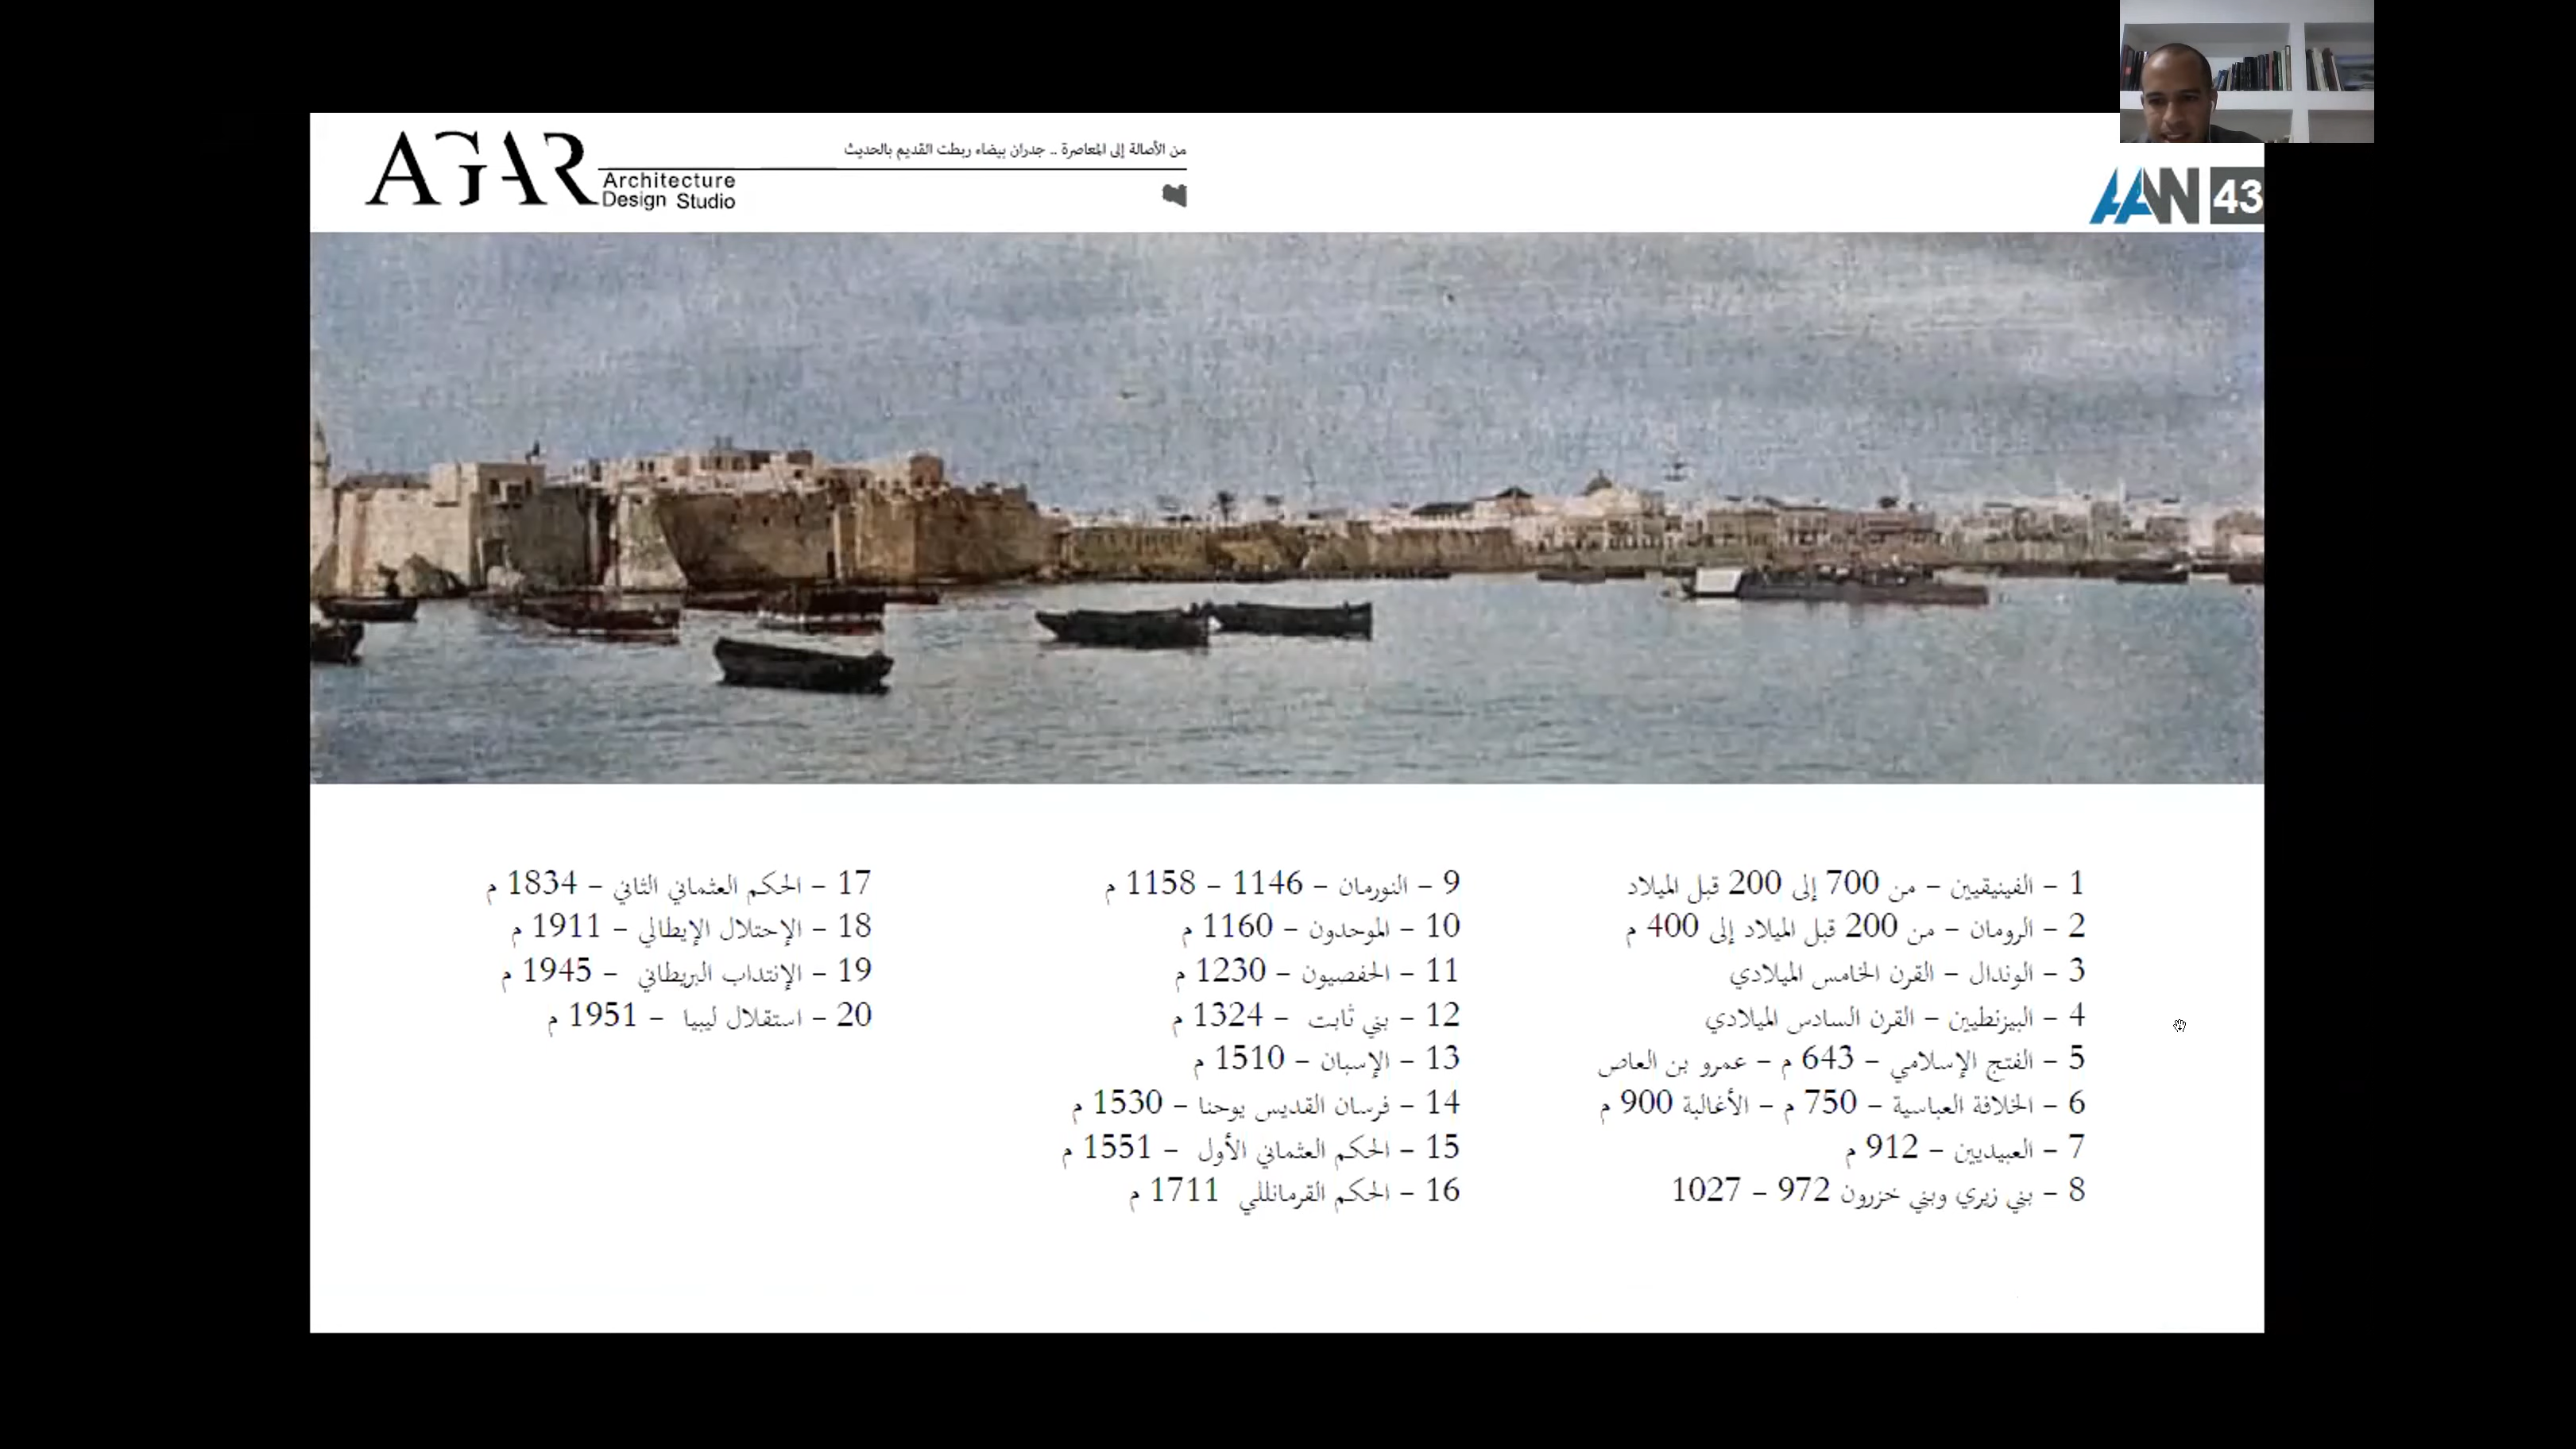 AGAR
Architecture
Design Studio
من الأصالة إلى المعاصرة .. جدران بيضاء ربطت القديم بالحديث
AAN 43
1 – الفينيقيين – من 700 إلى 200 قبل الميلاد
2 – الرومان – من 200 قبل الميلاد إلى 400 م
3 – الوندال – القرن الخامس الميلادي
4 – البيزنطيين – القرن السادس الميلادي
5 – الفتح الإسلامي – 643 م – عمرو بن العاص
6 – الخلافة العباسية – 750 م – الأغالبة 900 م
7 – العبيديين – 912 م
8 – بني زيري وبني خزرون 972 – 1027
9 – النورمان – 1146 – 1158 م
10 – الموحدون – 1160 م
11 – الحفصيون – 1230 م
12 – بني ثابت – 1324 م
13 – الإسبان – 1510 م
14 – فرسان القديس يوحنا – 1530 م
15 – الحكم العثماني الأول – 1551 م
16 – الحكم القرمانللي 1711 م
17 – الحكم العثماني الثاني – 1834 م
18 – الإحتلال الإيطالي – 1911 م
19 – الإنتداب البريطاني – 1945 م
20 – استقلال ليبيا – 1951 م